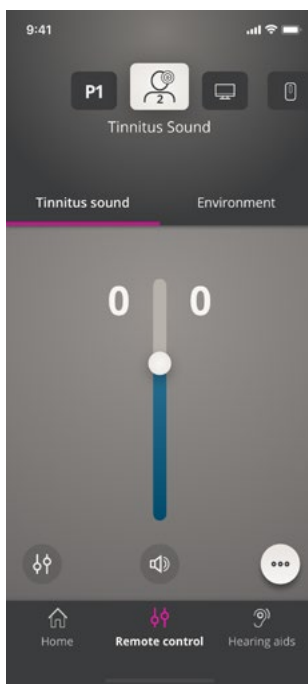 9:41
P1
2
Tinnitus Sound
Tinnitus sound Environment
0 0
Home Remote control Hearing aids